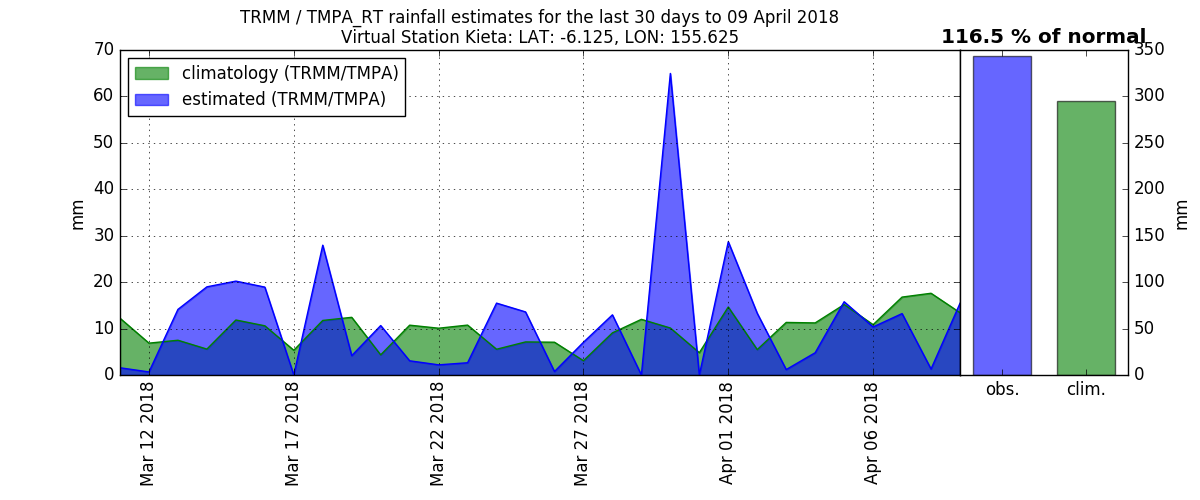 TRMM / TMPA_RT rainfall estimates for the last 30 days to 09 April 2018
Virtual Station Kieta: LAT: -6.125, LON: 155.625
116.5 % of normal
climatology (TRMM/TMPA)
estimated (TRMM/TMPA)
70
60
50
40
30
20
10
0
mm
Mar 12 2018
Mar 17 2018
Mar 22 2018
Mar 27 2018
Apr 01 2018
Apr 06 2018
obs.
clim.
350
300
250
200
150
100
50
0
mm